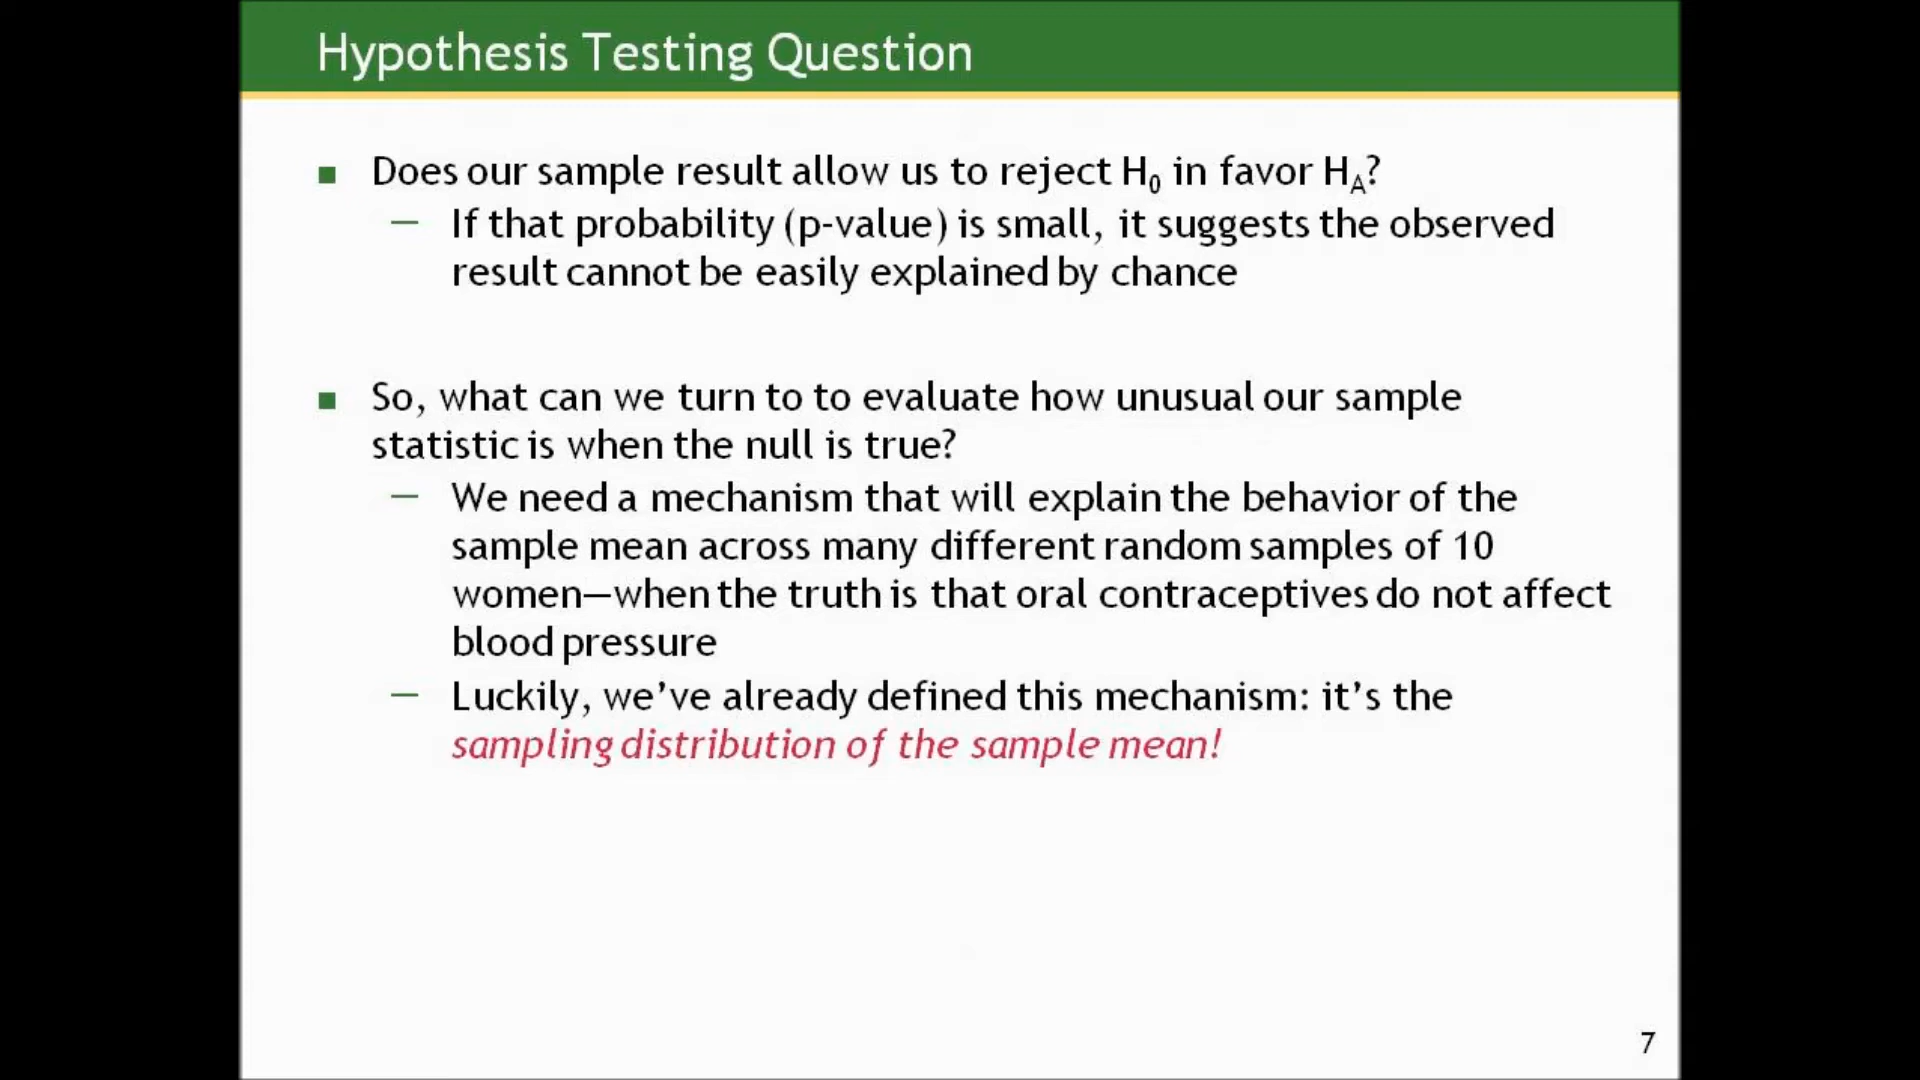 Hypothesis Testing Question
■ Does our sample result allow us to reject H₀ in favor Hₐ?
— If that probability (p-value) is small, it suggests the observed
result cannot be easily explained by chance
■ So, what can we turn to to evaluate how unusual our sample
statistic is when the null is true?
— We need a mechanism that will explain the behavior of the
sample mean across many different random samples of 10
women—when the truth is that oral contraceptives do not affect
blood pressure
— Luckily, we’ve already defined this mechanism: it’s the
sampling distribution of the sample mean!
7